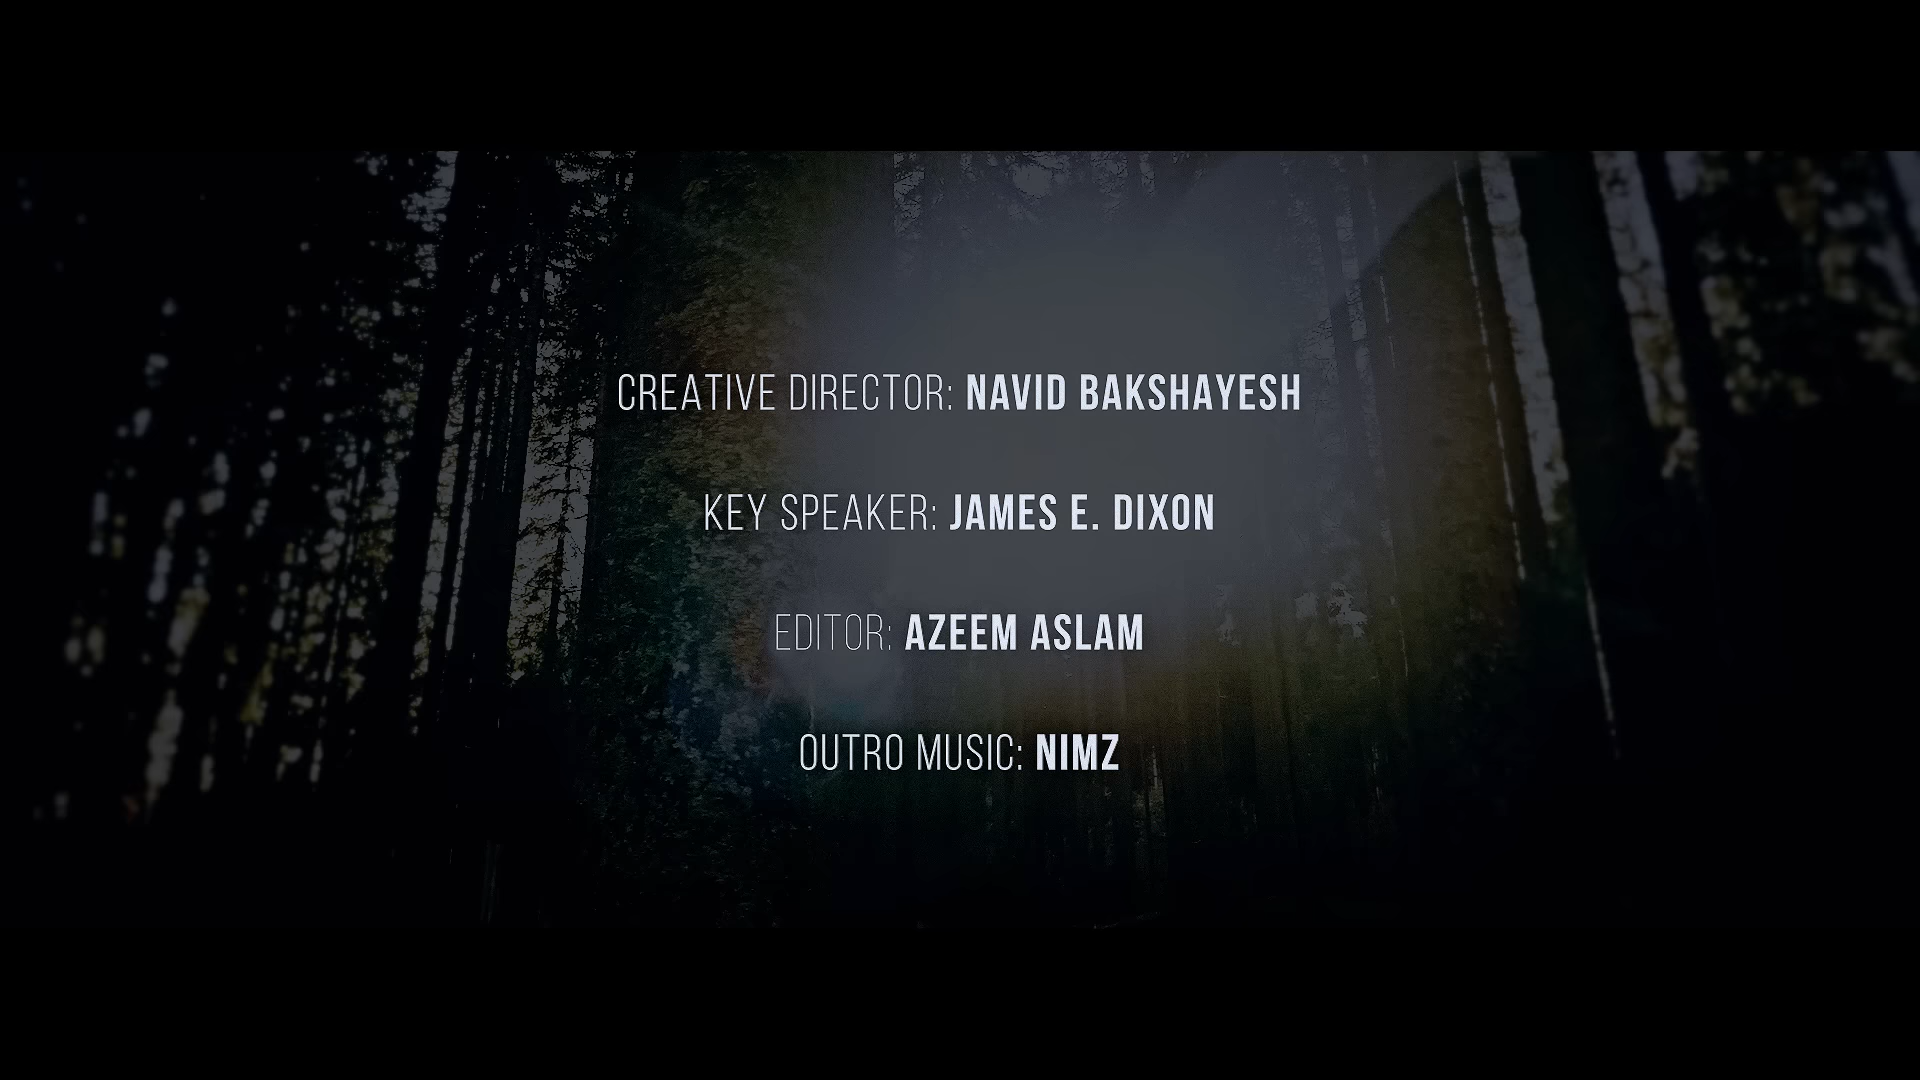 CREATIVE DIRECTOR: NAVID BAKSHAYESH
KEY SPEAKER: JAMES E. DIXON
EDITOR: AZEEM ASLAM
OUTRO MUSIC: NIMZ